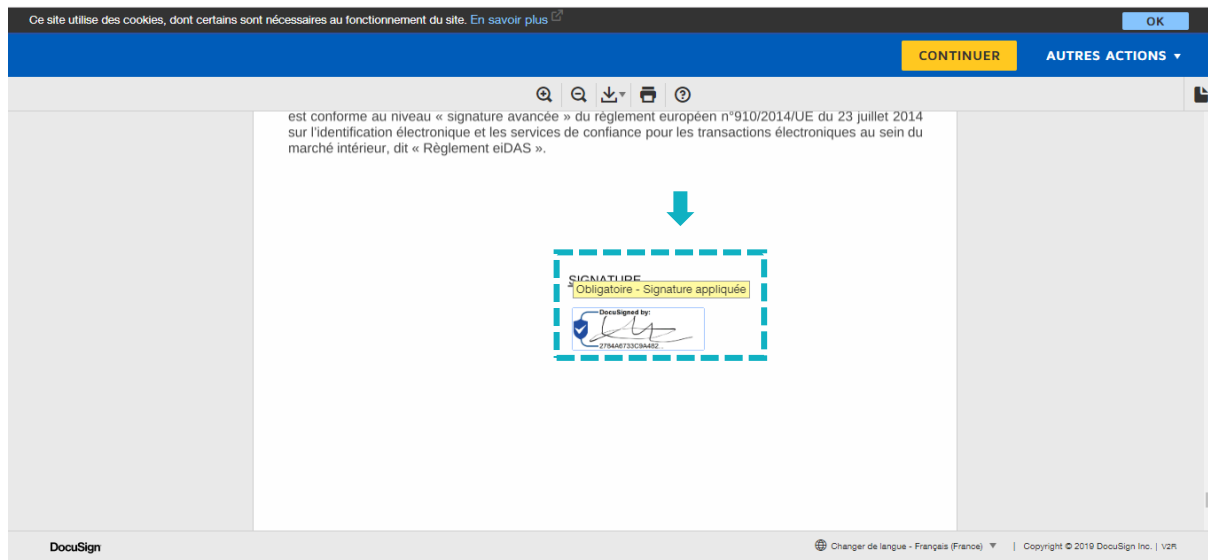 Ce site utilise des cookies, dont certains sont nécessaires au fonctionnement du site. En savoir plus
OK
CONTINUER
AUTRES ACTIONS
est conforme au niveau « signature avancée » du règlement européen n°910/2014/UE du 23 juillet 2014
sur l'identification électronique et les services de confiance pour les transactions électroniques au sein du
marché intérieur, dit « Règlement eiDAS ».
SIGNATURE
Obligatoire - Signature appliquée
DocuSigned by:
DocuSign
Changer de langue - Français (France) ▼ | Copyright © 2019 DocuSign Inc. | V2R